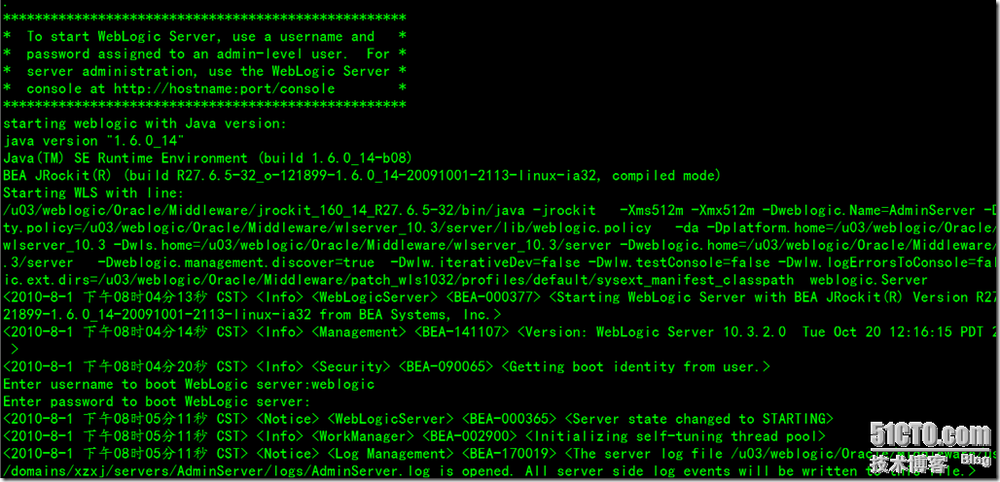 .
***************************************************
*  To start WebLogic Server, use a username and   *
*  password assigned to an admin-level user.  For *
*  server administration, use the WebLogic Server *
*  console at http://hostname:port/console        *
***************************************************
starting weblogic with Java version:
java version "1.6.0_14"
Java(TM) SE Runtime Environment (build 1.6.0_14-b08)
BEA JRockit(R) (build R27.6.5-32_o-121899-1.6.0_14-20091001-2113-linux-ia32, compiled mode)
Starting WLS with line:
/u03/weblogic/Oracle/Middleware/jrockit_160_14_R27.6.5-32/bin/java -jrockit   -Xms512m -Xmx512m -Dweblogic.Name=AdminServer -D
ty.policy=/u03/weblogic/Oracle/Middleware/wlserver_10.3/server/lib/weblogic.policy   -da -Dplatform.home=/u03/weblogic/Oracle/
wlserver_10.3 -Dwls.home=/u03/weblogic/Oracle/Middleware/wlserver_10.3/server -Dweblogic.home=/u03/weblogic/Oracle/Middleware/
.3/server   -Dweblogic.management.discover=true  -Dwlw.iterativeDev=false -Dwlw.testConsole=false -Dwlw.logErrorsToConsole=fal
ic.ext.dirs=/u03/weblogic/Oracle/Middleware/patch_wls1032/profiles/default/sysext_manifest_classpath  weblogic.Server
<2010-8-1 下午08时04分13秒 CST> <Info> <WebLogicServer> <BEA-000377> <Starting WebLogic Server with BEA JRockit(R) Version R27
21899-1.6.0_14-20091001-2113-linux-ia32 from BEA Systems, Inc.>
<2010-8-1 下午08时04分14秒 CST> <Info> <Management> <BEA-141107> <Version: WebLogic Server 10.3.2.0  Tue Oct 20 12:16:15 PDT 2
 >
<2010-8-1 下午08时04分20秒 CST> <Info> <Security> <BEA-090065> <Getting boot identity from user.>
Enter username to boot WebLogic server:weblogic
Enter password to boot WebLogic server:
<2010-8-1 下午08时05分11秒 CST> <Notice> <WebLogicServer> <BEA-000365> <Server state changed to STARTING>
<2010-8-1 下午08时05分11秒 CST> <Info> <WorkManager> <BEA-002900> <Initializing self-tuning thread pool>
<2010-8-1 下午08时05分11秒 CST> <Notice> <Log Management> <BEA-170019> <The server log file /u03/weblogic/Oracle/
/domains/xzxj/servers/AdminServer/logs/AdminServer.log is opened. All server side log events will be written to this file.>
51CTO.com
技术博客 Blog